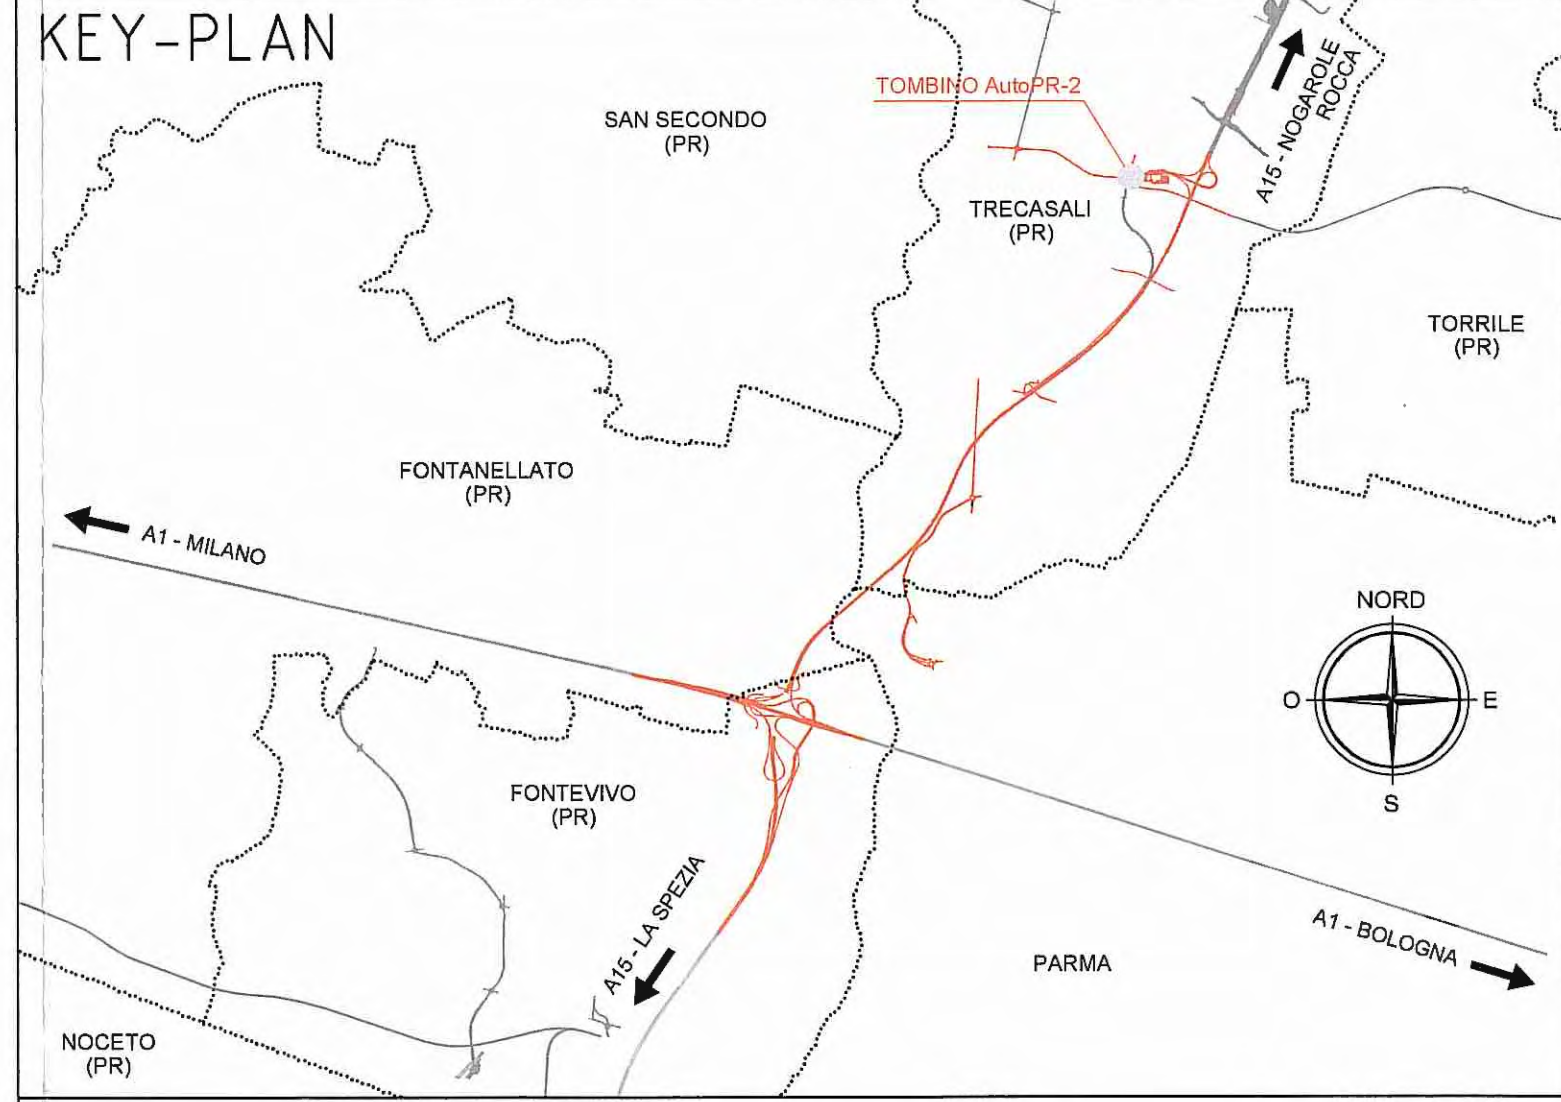 KEY-PLAN
SAN SECONDO
(PR)
TOMBINO AutoPR-2
A15 - NOGAROLE
ROCCA
TRECASALI
(PR)
TORRILE
(PR)
FONTANELLATO
(PR)
A1 - MILANO
NORD
O
E
S
FONTEVIVO
(PR)
A15 - LA SPEZIA
A1 - BOLOGNA
PARMA
NOCETO
(PR)